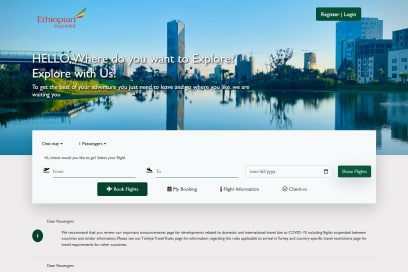 Ethiopian
Register | Login
HELLO, Where do you want to Explore?
Explore with Us!
To get the best of your adventure you just need to leave and go where you like. we are
waiting you
One way
1 Passengers
Hi, where would you like to go? Select your flight
From
To
mm/dd/yyyy
Show Flights
Book Flights
My Booking
Flight Information
Check-in
Dear Passengers
We recommend that you review our important announcements page for developments related to domestic and international travel due to COVID-19, including flights suspended between
countries and similar information. Please see our Türkiye Travel Rules page for information regarding the rules applicable to arrival in Turkey and country-specific travel restrictions page for
travel requirements for other countries.
Dear Passengers